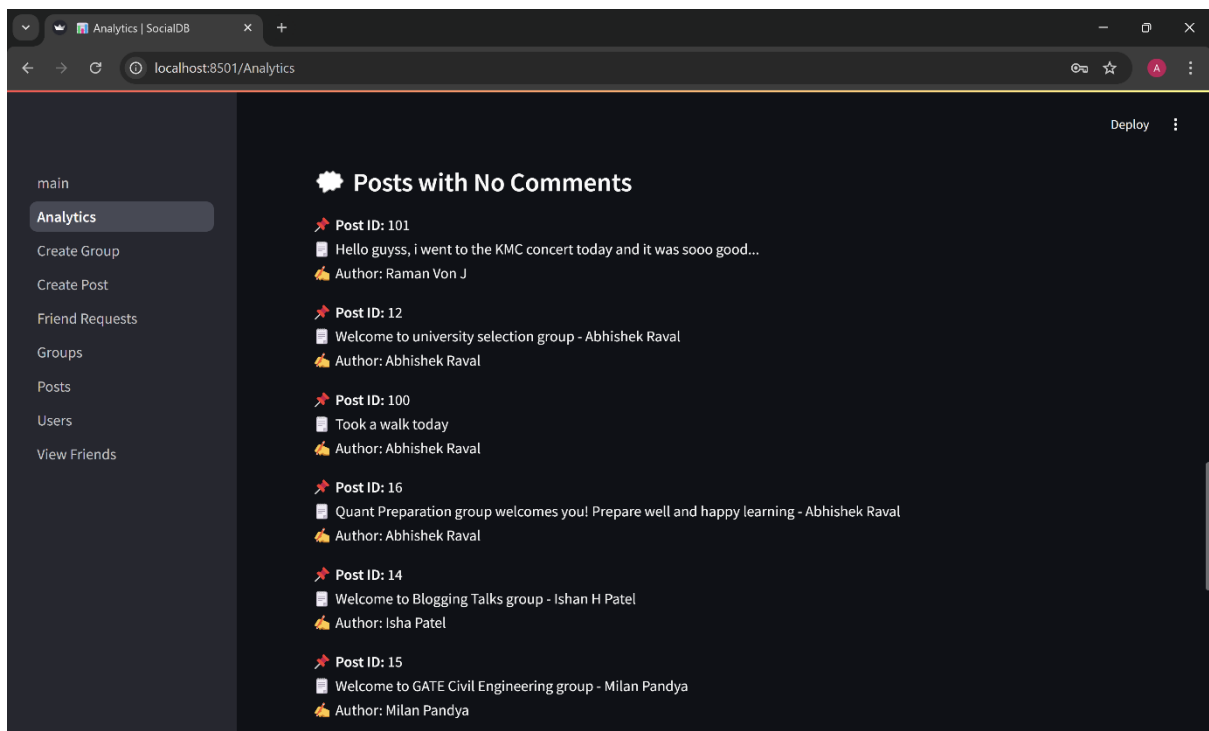 Analytics | SocialDB
localhost:8501/Analytics
A
Deploy
main
Analytics
Create Group
Create Post
Friend Requests
Groups
Posts
Users
View Friends
Posts with No Comments
Post ID: 101
Hello guyss, i went to the KMC concert today and it was sooo good...
Author: Raman Von J
Post ID: 12
Welcome to university selection group - Abhishek Raval
Author: Abhishek Raval
Post ID: 100
Took a walk today
Author: Abhishek Raval
Post ID: 16
Quant Preparation group welcomes you! Prepare well and happy learning - Abhishek Raval
Author: Abhishek Raval
Post ID: 14
Welcome to Blogging Talks group - Ishan H Patel
Author: Isha Patel
Post ID: 15
Welcome to GATE Civil Engineering group - Milan Pandya
Author: Milan Pandya